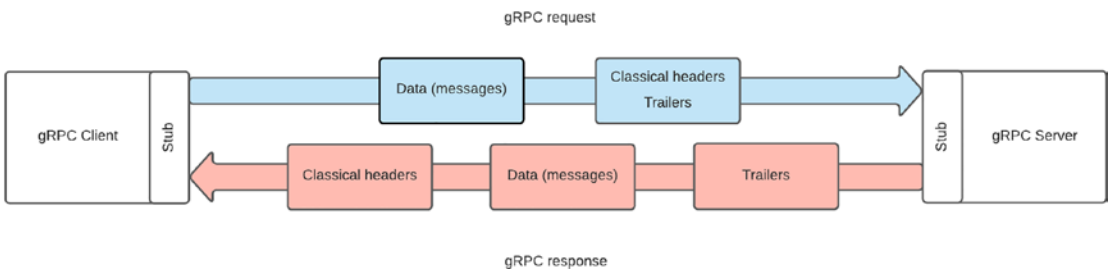 gRPC request
Data (messages)
Classical headers
Trailers
gRPC Client
Stub
Stub
gRPC Server
Classical headers
Data (messages)
Trailers
gRPC response